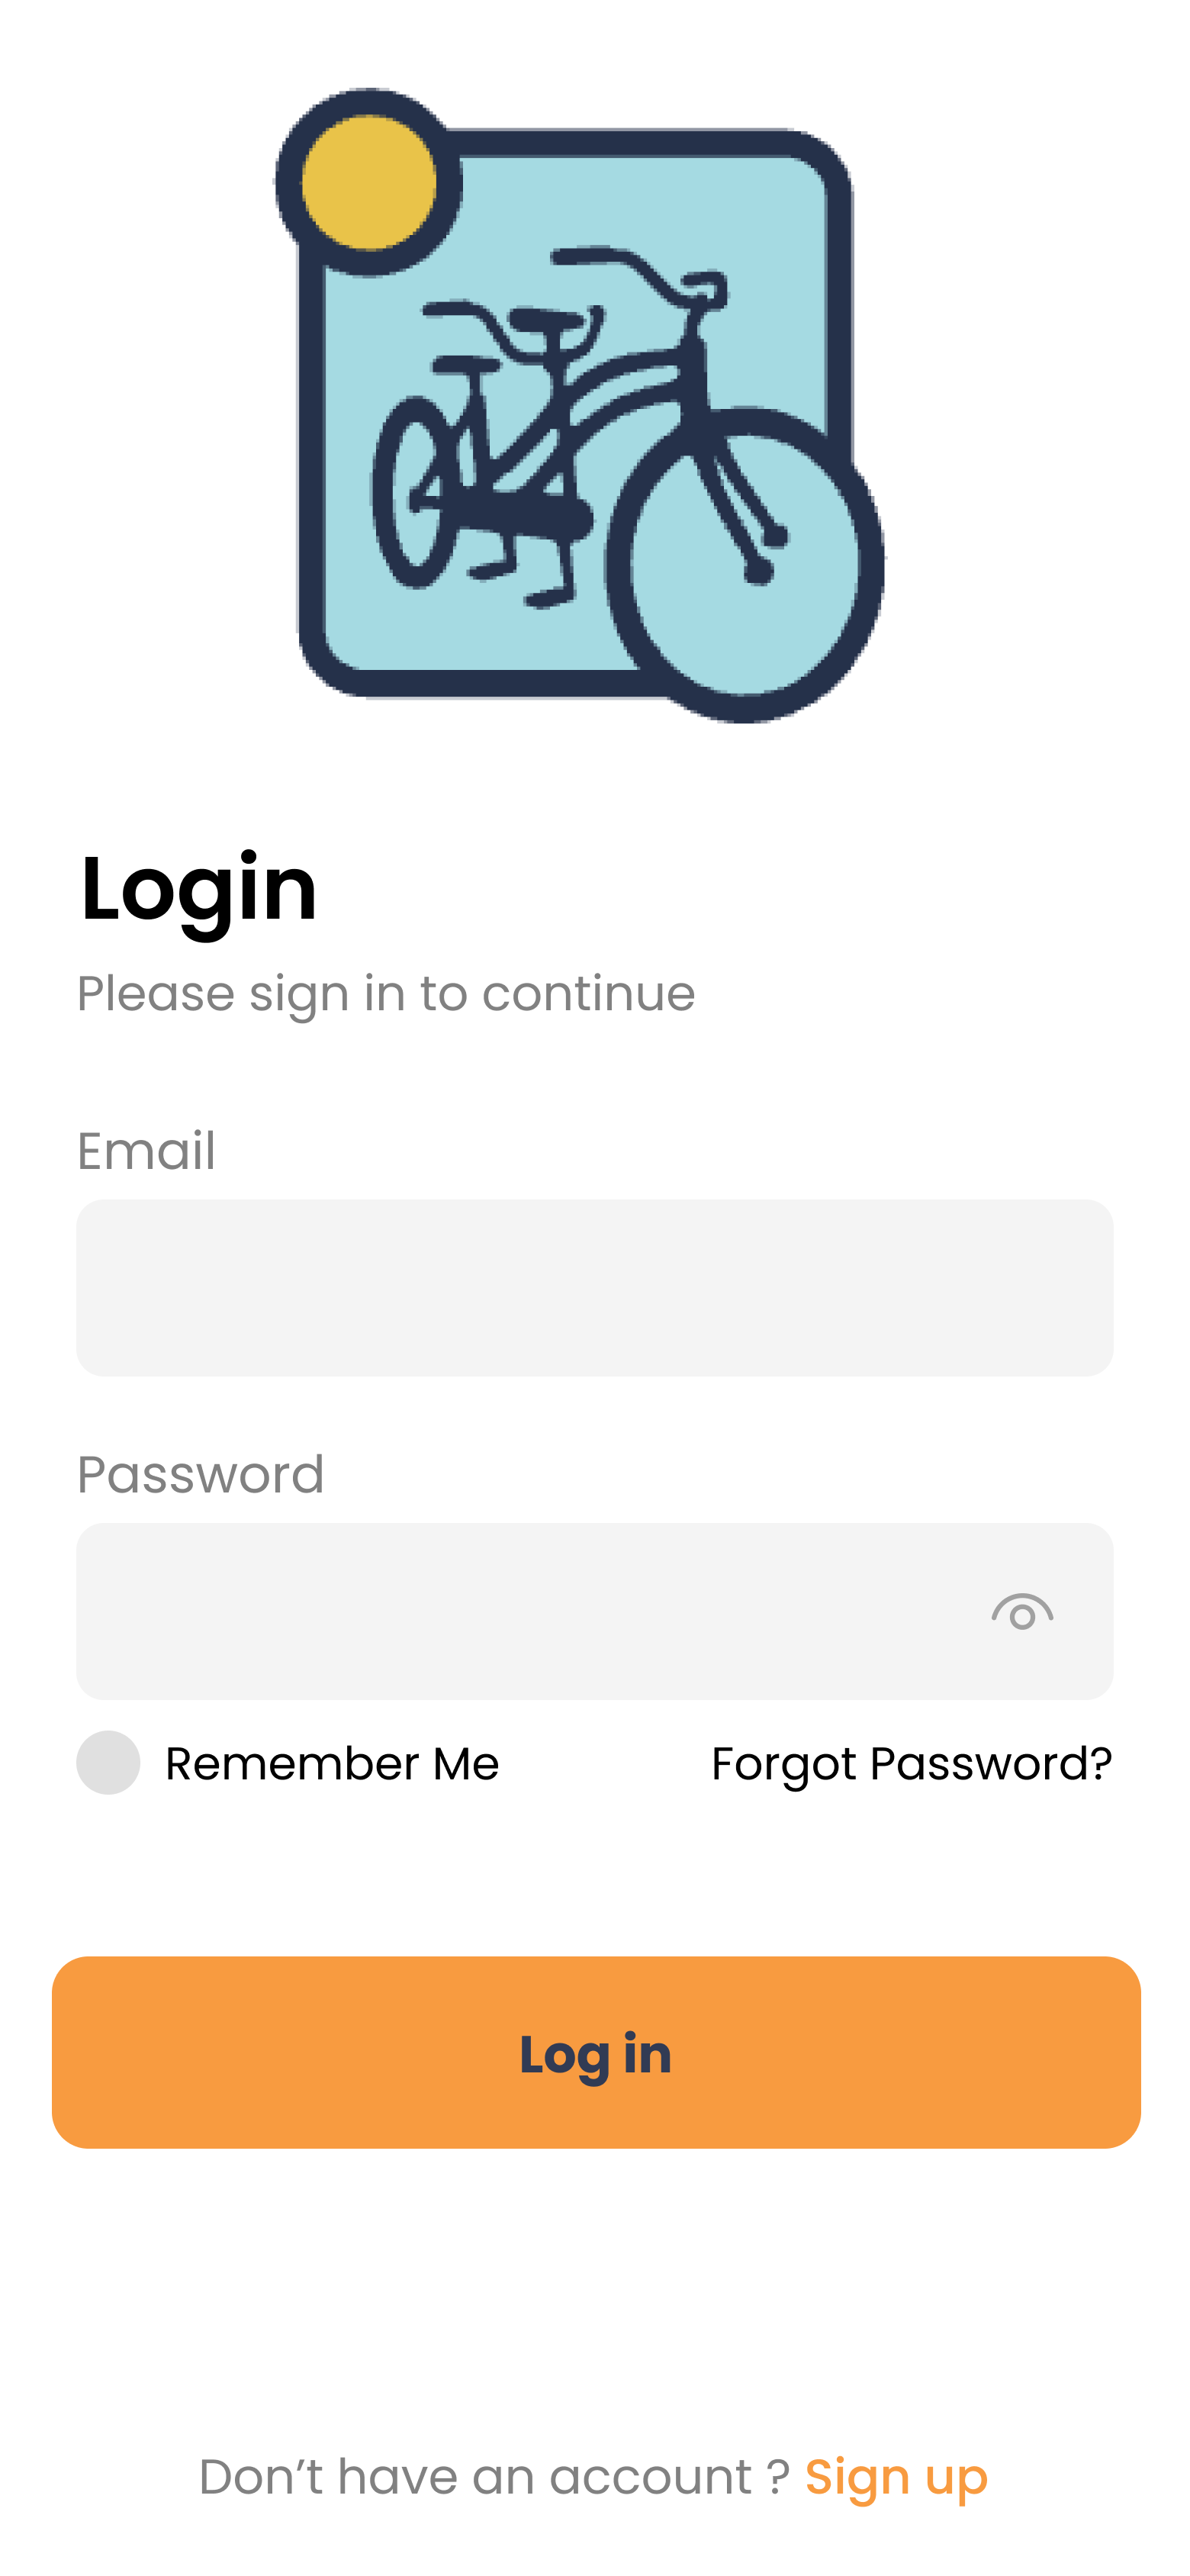 Login
Please sign in to continue
Email
Password
Remember Me Forgot Password?
Log in
Don’t have an account ? Sign up